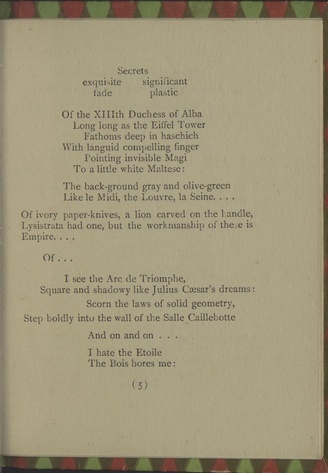 Secrets
exquisite significant
fade plastic
Of the XIIIth Duchess of Alba
Long long as the Eiffel Tower
Fathoms deep in haschich
With languid compelling finger
Pointing invisible Magi
To a little white Maltese:
The back-ground gray and olive-green
Like le Midi, the Louvre, la Seine. . . .
Of ivory paper-knives, a lion carved on the handle,
Lysistrata had one, but the workmanship of these is
Empire. . . .
Of . . .
I see the Arc de Triomphe,
Square and shadowy like Julius Cæsar's dreams:
Scorn the laws of solid geometry,
Step boldly into the wall of the Salle Caillebotte
And on and on . . .
I hate the Etoile
The Bois bores me:
(5)